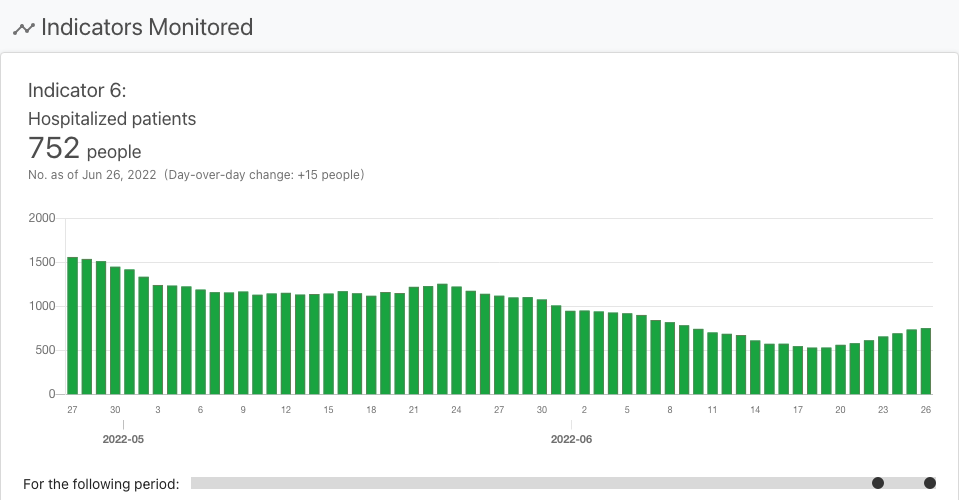 Indicators Monitored
Indicator 6:
Hospitalized patients
752 people
No. as of Jun 26, 2022 (Day-over-day change: +15 people)
2000
1500
1000
500
0
27 30 3 6 9 12 15 18 21 24 27 30 2 5 8 11 14 17 20 23 26
2022-05 2022-06
For the following period: